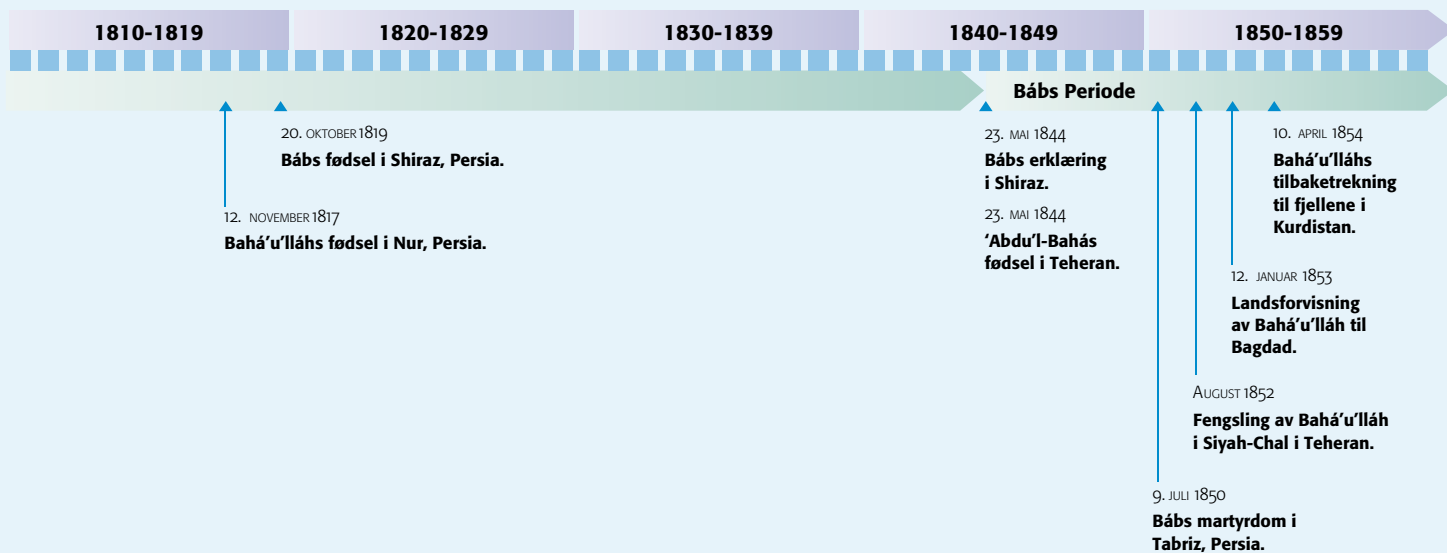 1810-1819
1820-1829
1830-1839
1840-1849
1850-1859
Bábs Periode
20. OKTOBER 1819
Bábs fødsel i Shiraz, Persia.
12. NOVEMBER 1817
Bahá’u’lláhs fødsel i Nur, Persia.
23. MAI 1844
Bábs erklæring
i Shiraz.
23. MAI 1844
‘Abdu’l-Bahás
fødsel i Teheran.
10. APRIL 1854
Bahá’u’lláhs
tilbaketrekning
til fjellene i
Kurdistan.
12. JANUAR 1853
Landsforvisning
av Bahá’u’lláh til
Bagdad.
AUGUST 1852
Fengsling av Bahá’u’lláh
i Siyah-Chal i Teheran.
9. JULI 1850
Bábs martyrdom i
Tabriz, Persia.